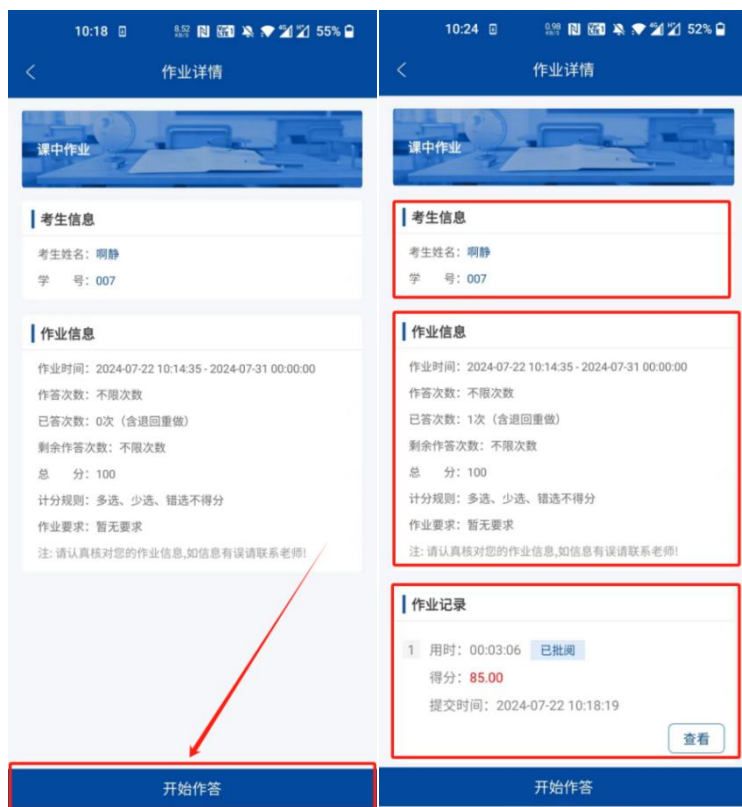 10:18
8.52 KB/S
55%
作业详情
课中作业
考生信息
考生姓名：啊静
学 号：007
作业信息
作业时间：2024-07-22 10:14:35 - 2024-07-31 00:00:00
作答次数：不限次数
已答次数：0次（含退回重做）
剩余作答次数：不限次数
总 分：100
计分规则：多选、少选、错选不得分
作业要求：暂无要求
注: 请认真核对您的作业信息,如信息有误请联系老师!
开始作答
10:24
0.98 KB/S
52%
作业详情
课中作业
考生信息
考生姓名：啊静
学 号：007
作业信息
作业时间：2024-07-22 10:14:35 - 2024-07-31 00:00:00
作答次数：不限次数
已答次数：1次（含退回重做）
剩余作答次数：不限次数
总 分：100
计分规则：多选、少选、错选不得分
作业要求：暂无要求
注: 请认真核对您的作业信息,如信息有误请联系老师!
作业记录
1 用时：00:03:06 已批阅
得分：85.00
提交时间：2024-07-22 10:18:19
查看
开始作答